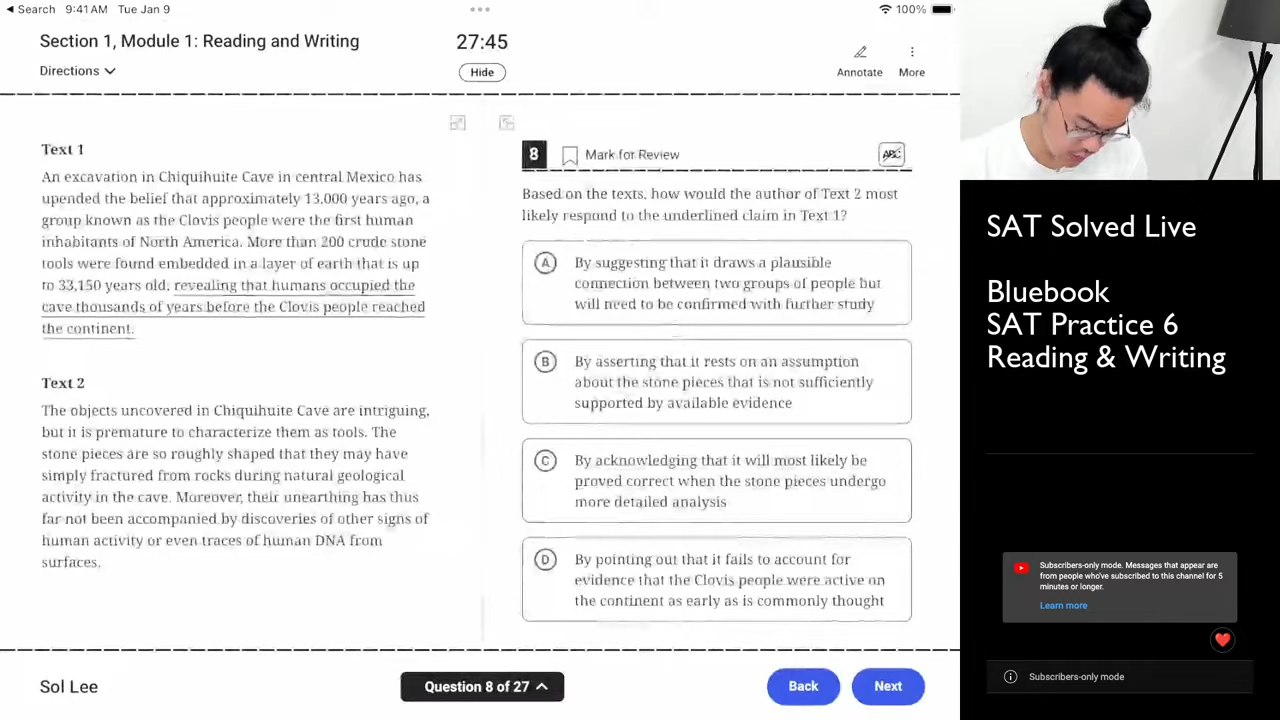 Search 9:41 AM Tue Jan 9
100%
Section 1, Module 1: Reading and Writing
27:45
Directions
Hide
Annotate
More
Text 1
An excavation in Chiquihuite Cave in central Mexico has
upended the belief that approximately 13,000 years ago, a
group known as the Clovis people were the first human
inhabitants of North America. More than 200 crude stone
tools were found embedded in a layer of earth that is up
to 33,150 years old, revealing that humans occupied the
cave thousands of years before the Clovis people reached
the continent.
Text 2
The objects uncovered in Chiquihuite Cave are intriguing,
but it is premature to characterize them as tools. The
stone pieces are so roughly shaped that they may have
simply fractured from rocks during natural geological
activity in the cave. Moreover, their unearthing has thus
far not been accompanied by discoveries of other signs of
human activity or even traces of human DNA from
surfaces.
8
Mark for Review
ABC
Based on the texts, how would the author of Text 2 most
likely respond to the underlined claim in Text 1?
A
By suggesting that it draws a plausible
connection between two groups of people but
will need to be confirmed with further study
B
By asserting that it rests on an assumption
about the stone pieces that is not sufficiently
supported by available evidence
C
By acknowledging that it will most likely be
proved correct when the stone pieces undergo
more detailed analysis
D
By pointing out that it fails to account for
evidence that the Clovis people were active on
the continent as early as is commonly thought
Sol Lee
Question 8 of 27
Back
Next
SAT Solved Live
Bluebook
SAT Practice 6
Reading & Writing
Subscribers-only mode. Messages that appear are
from people who've subscribed to this channel for 5
minutes or longer.
Learn more
Subscribers-only mode